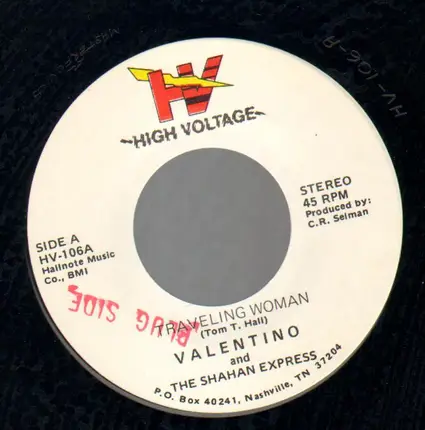 HV
~HIGH VOLTAGE~
SIDE A
HV-106A
Hallnote Music
Co., BMI
STEREO
45 RPM
Produced by:
C.R. Selman
PLUG SIDE
TRAVELING WOMAN
(Tom T. Hall)
VALENTINO
and
THE SHAHAN EXPRESS
P.O. Box 40241, Nashville, TN 37204
HV-106-A